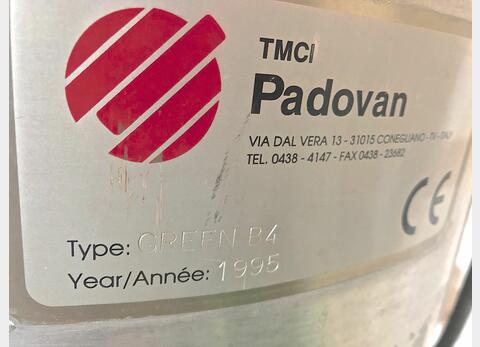 TMCI
Padovan
VIA DAL VERA 13 - 31015 CONEGLIANO - TV - ITALY
TEL. 0438 - 4147 - FAX 0438 - 23682
CE
Type: GREEN B4
Year/Année: 1995